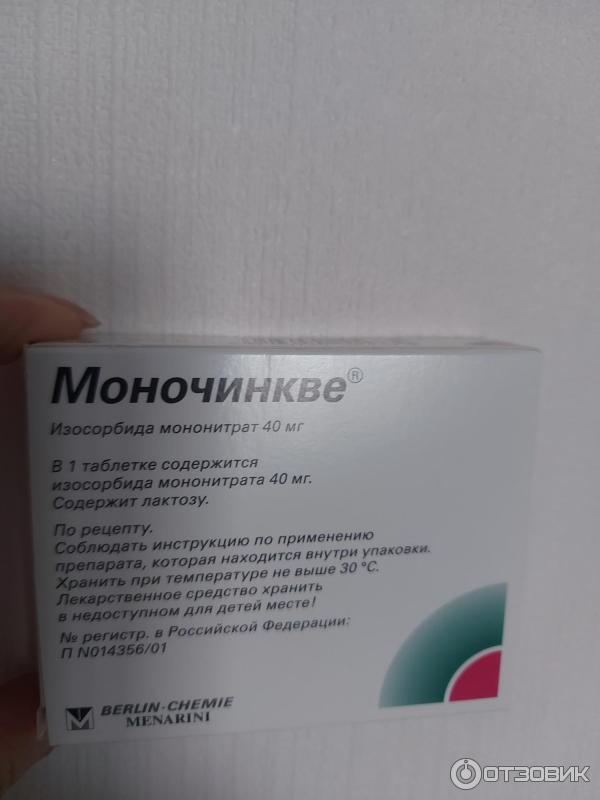 Моночинкве®
Изосорбида мононитрат 40 мг
В 1 таблетке содержится
изосорбида мононитрата 40 мг.
Содержит лактозу.
По рецепту.
Соблюдать инструкцию по применению
препарата, которая находится внутри упаковки.
Хранить при температуре не выше 30 °C.
Лекарственное средство хранить
в недоступном для детей месте!
№ регистр. в Российской Федерации:
П N014356/01
BERLIN-CHEMIE
MENARINI
ОТЗОВИК